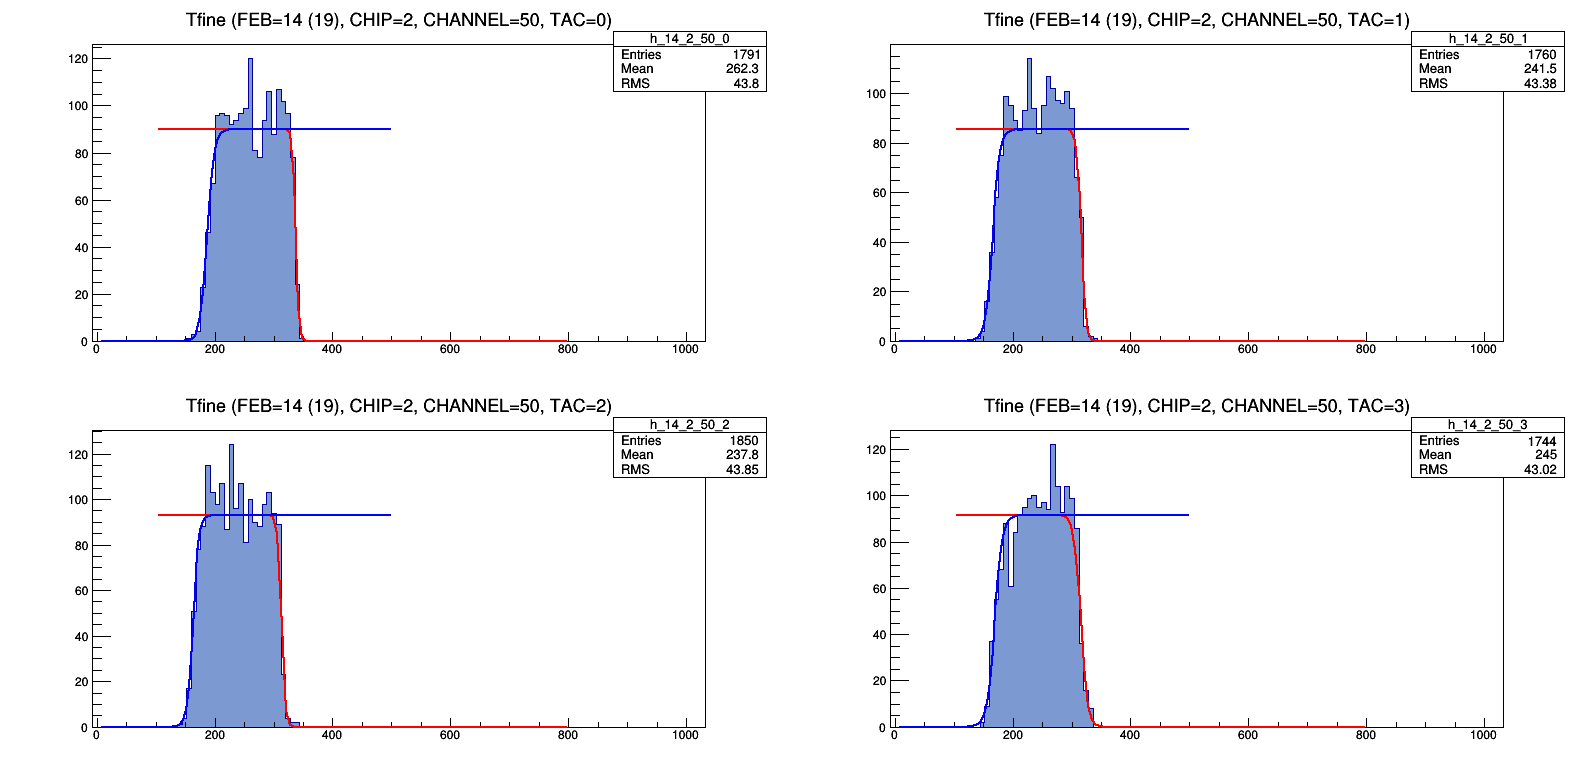 Tfine (FEB=14 (19), CHIP=2, CHANNEL=50, TAC=0)
h_14_2_50_0
Entries 1791
Mean 262.3
RMS 43.8
120
100
80
60
40
20
0
0 200 400 600 800 1000
Tfine (FEB=14 (19), CHIP=2, CHANNEL=50, TAC=1)
h_14_2_50_1
Entries 1760
Mean 241.5
RMS 43.38
100
80
60
40
20
0
0 200 400 600 800 1000
Tfine (FEB=14 (19), CHIP=2, CHANNEL=50, TAC=2)
h_14_2_50_2
Entries 1850
Mean 237.8
RMS 43.85
120
100
80
60
40
20
0
0 200 400 600 800 1000
Tfine (FEB=14 (19), CHIP=2, CHANNEL=50, TAC=3)
h_14_2_50_3
Entries 1744
Mean 245
RMS 43.02
120
100
80
60
40
20
0
0 200 400 600 800 1000